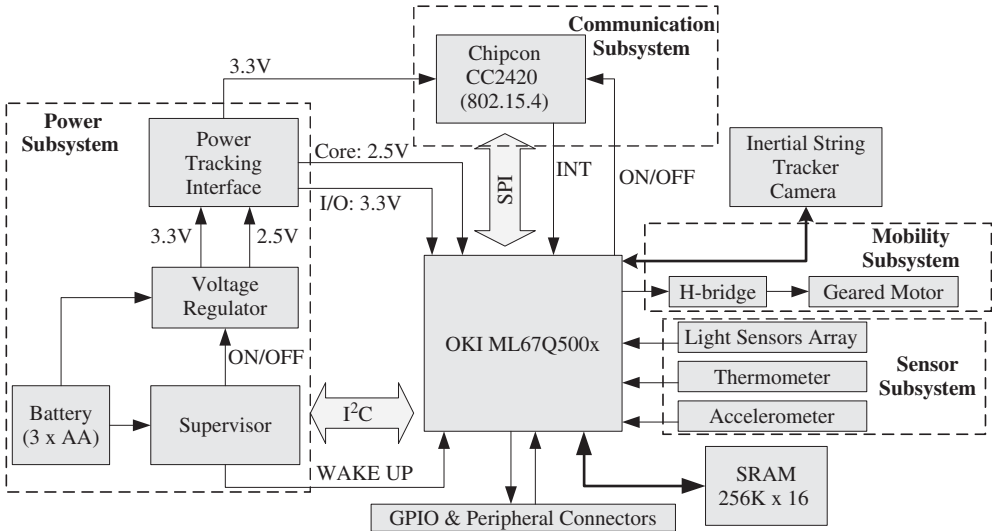 Communication
Subsystem
Chipcon
CC2420
(802.15.4)
3.3V
Power
Subsystem
Power
Tracking
Interface
Core: 2.5V
I/O: 3.3V
SPI
INT
ON/OFF
Inertial String
Tracker
Camera
3.3V
2.5V
Mobility
Subsystem
Voltage
Regulator
H-bridge
Geared Motor
OKI ML67Q500x
Light Sensors Array
Sensor
Subsystem
Thermometer
Accelerometer
ON/OFF
Battery
(3 x AA)
Supervisor
I²C
WAKE UP
SRAM
256K x 16
GPIO & Peripheral Connectors